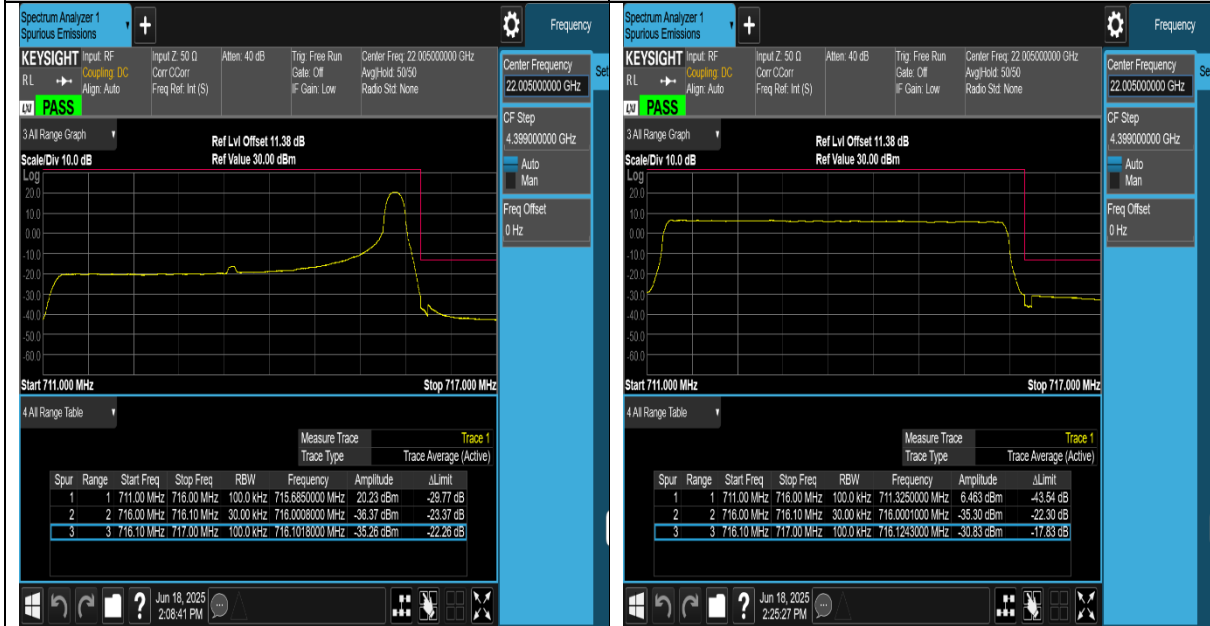 Spectrum Analyzer 1
Spurious Emissions
+
Frequency
KEYSIGHT Input: RF Input Z: 50 Ω Atten: 40 dB Trig: Free Run Center Freq: 22.005000000 GHz
RL Coupling: DC Corr CCorr Gate: Off Avg|Hold: 50/50
Align: Auto Freq Ref: Int (S) IF Gain: Low Radio Std: None
LXI PASS
Center Frequency
22.005000000 GHz
Set
CF Step
4.399000000 GHz
Auto
Man
Freq Offset
0 Hz
3 All Range Graph
Ref Lvl Offset 11.38 dB
Scale/Div 10.0 dB Ref Value 30.00 dBm
Log
20.0
10.0
0.00
-10.0
-20.0
-30.0
-40.0
-50.0
-60.0
Start 711.000 MHz Stop 717.000 MHz
4 All Range Table
Measure Trace Trace 1
Trace Type Trace Average (Active)
Spur Range Start Freq Stop Freq RBW Frequency Amplitude ΔLimit
1 1 711.00 MHz 716.00 MHz 100.0 kHz 715.6850000 MHz 20.23 dBm -29.77 dB
2 2 716.00 MHz 716.10 MHz 30.00 kHz 716.0008000 MHz -36.37 dBm -23.37 dB
3 3 716.10 MHz 717.00 MHz 100.0 kHz 716.1018000 MHz -35.26 dBm -22.26 dB
?
Jun 18, 2025
2:08:41 PM
Spectrum Analyzer 1
Spurious Emissions
+
Frequency
KEYSIGHT Input: RF Input Z: 50 Ω Atten: 40 dB Trig: Free Run Center Freq: 22.005000000 GHz
RL Coupling: DC Corr CCorr Gate: Off Avg|Hold: 50/50
Align: Auto Freq Ref: Int (S) IF Gain: Low Radio Std: None
LXI PASS
Center Frequency
22.005000000 GHz
Se
CF Step
4.399000000 GHz
Auto
Man
Freq Offset
0 Hz
3 All Range Graph
Ref Lvl Offset 11.38 dB
Scale/Div 10.0 dB Ref Value 30.00 dBm
Log
20.0
10.0
0.00
-10.0
-20.0
-30.0
-40.0
-50.0
-60.0
Start 711.000 MHz Stop 717.000 MHz
4 All Range Table
Measure Trace Trace 1
Trace Type Trace Average (Active)
Spur Range Start Freq Stop Freq RBW Frequency Amplitude ΔLimit
1 1 711.00 MHz 716.00 MHz 100.0 kHz 711.3250000 MHz 6.463 dBm -43.54 dB
2 2 716.00 MHz 716.10 MHz 30.00 kHz 716.0001000 MHz -35.30 dBm -22.30 dB
3 3 716.10 MHz 717.00 MHz 100.0 kHz 716.1243000 MHz -30.83 dBm -17.83 dB
?
Jun 18, 2025
2:25:27 PM